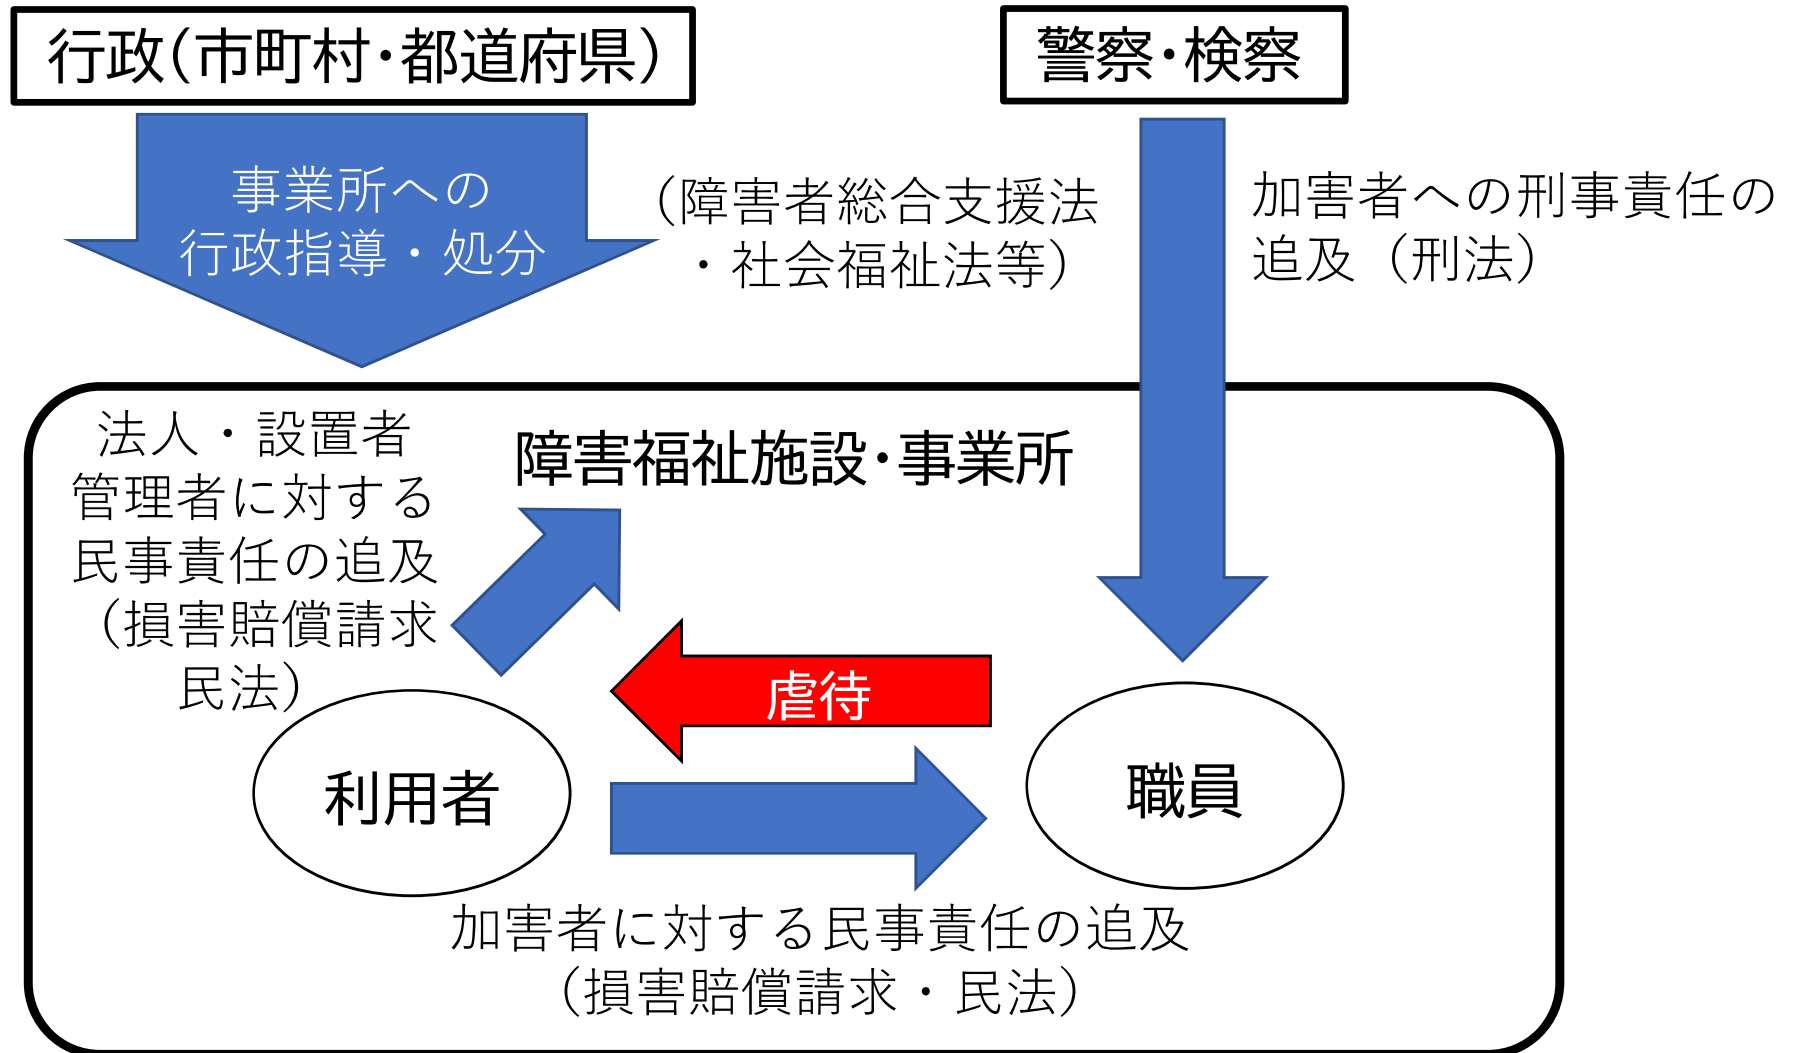 行政(市町村・都道府県)
警察・検察
事業所への
行政指導・処分
(障害者総合支援法
・社会福祉法等)
加害者への刑事責任の
追及(刑法)
法人・設置者
管理者に対する
民事責任の追及
(損害賠償請求
民法)
障害福祉施設・事業所
虐待
利用者
職員
加害者に対する民事責任の追及
(損害賠償請求・民法)